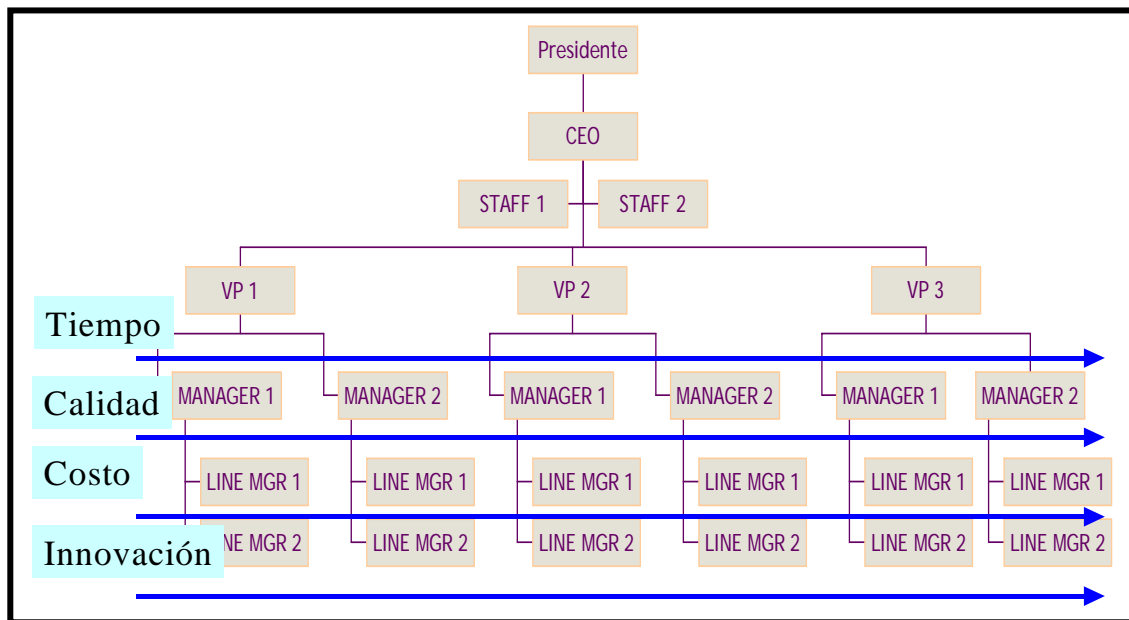 Presidente
CEO
STAFF 1 STAFF 2
VP 1 VP 2 VP 3
Tiempo
MANAGER 1 MANAGER 2 MANAGER 1 MANAGER 2 MANAGER 1 MANAGER 2
Calidad
Costo
LINE MGR 1 LINE MGR 1 LINE MGR 1 LINE MGR 1 LINE MGR 1 LINE MGR 1
Innovación
LINE MGR 2 LINE MGR 2 LINE MGR 2 LINE MGR 2 LINE MGR 2 LINE MGR 2